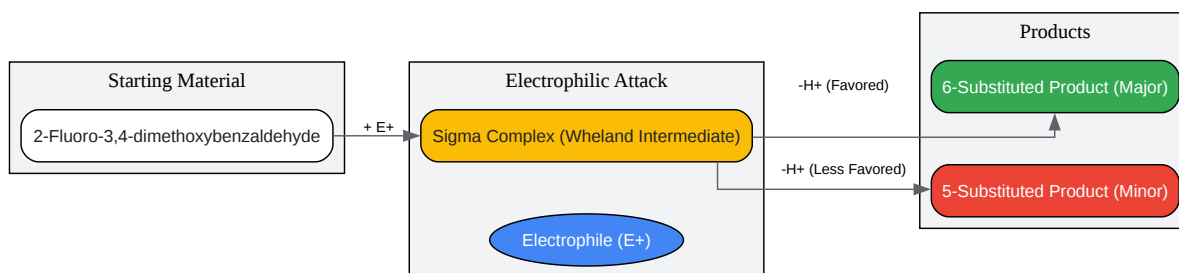 Starting Material
2-Fluoro-3,4-dimethoxybenzaldehyde
+ E+
Electrophilic Attack
Sigma Complex (Wheland Intermediate)
Electrophile (E+)
-H+ (Favored)
-H+ (Less Favored)
Products
6-Substituted Product (Major)
5-Substituted Product (Minor)